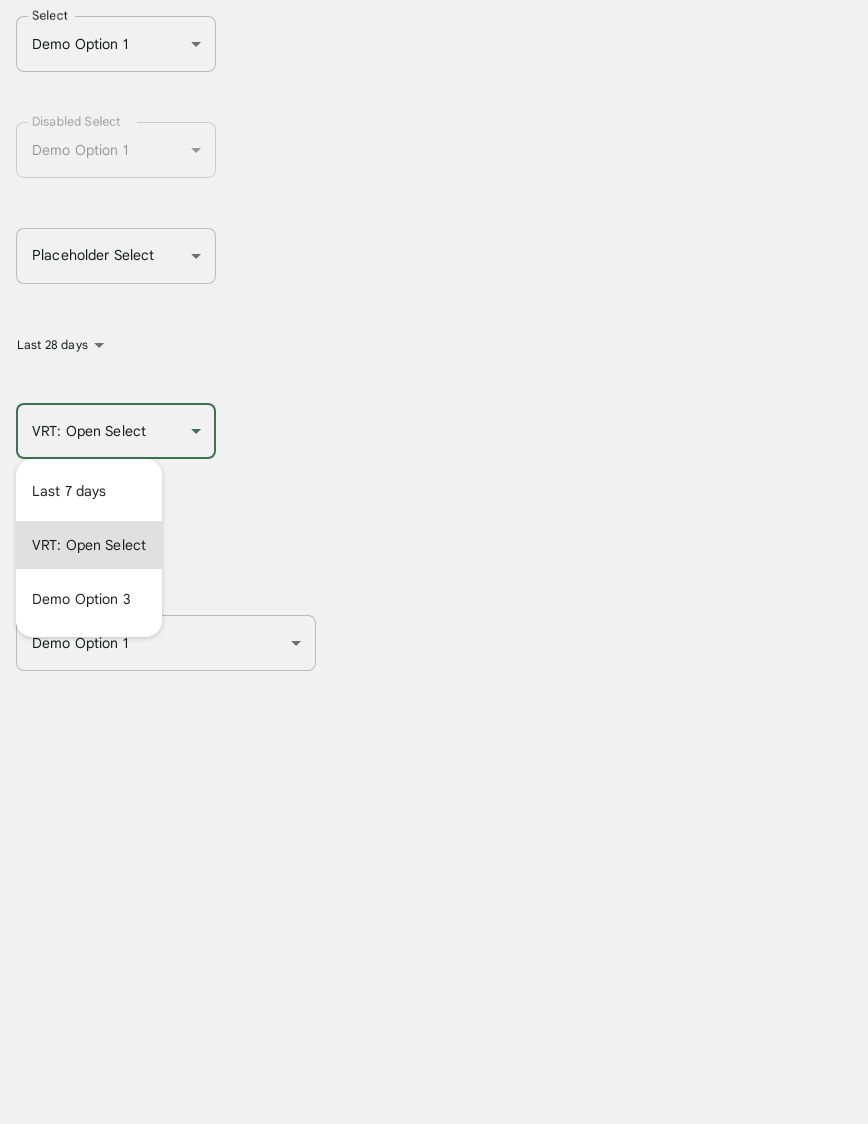 Select
Demo Option 1
Disabled Select
Demo Option 1
Placeholder Select
Last 28 days
VRT: Open Select
Last 7 days
VRT: Open Select
Demo Option 3
Demo Option 1